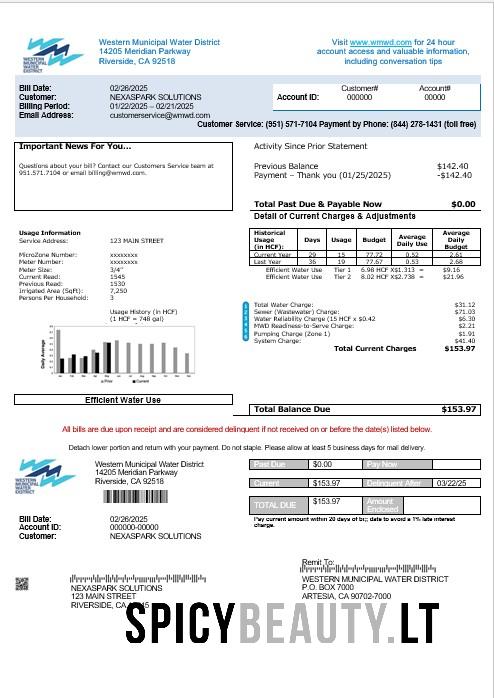 WESTERN
MUNICIPAL
WATER
DISTRICT
Western Municipal Water District
14205 Meridian Parkway
Riverside, CA 92518
Visit www.wmwd.com for 24 hour
account access and valuable information,
including conversation tips
Bill Date: 02/26/2025
Customer: NEXASPARK SOLUTIONS
Billing Period: 01/22/2025 – 02/21/2025
Email Address: customerservice@wmwd.com
Customer# Account#
Account ID: 000000 00000
Customer Service: (951) 571-7104 Payment by Phone: (844) 278-1431 (toll free)
Important News For You...
Questions about your bill? Contact our Customers Service team at
951.571.7104 or email billing@wmwd.com.
Activity Since Prior Statement
Previous Balance $142.40
Payment – Thank you (01/25/2025) -$142.40
Total Past Due & Payable Now $0.00
Detail of Current Charges & Adjustments
Usage Information
Service Address: 123 MAIN STREET
MicroZone Number: xxxxxxxx
Meter Number: xxxxxxxx
Meter Size: 3/4"
Current Read: 1545
Previous Read: 1530
Irrigated Area(SqFt): 7,250
Persons Per Household: 3
Historical Usage (in HCF): Days Usage Budget Average Daily Use Average Daily Budget
Current Year 29 15 77.72 0.52 2.61
Last Year 36 19 77.67 0.53 2.68
Efficient Water Use Tier 1 6.98 HCF X$1.313 = $9.16
Efficient Water Use Tier 2 8.02 HCF X$2.738 = $21.96
Usage History (in HCF)
(1 HCF = 748 gal)
Daily Average
Prior Current
Total Water Charge: $31.12
Sewer (Wastewater) Charge: $71.03
Water Reliability Charge (15 HCF x $0.42 $6.30
MWD Readiness-to-Serve Charge: $2.21
Pumping Charge (Zone 1) $1.91
System Charge: $41.40
Total Current Charges $153.97
Efficient Water Use
Total Balance Due $153.97
All bills are due upon receipt and are considered delinquent if not received on or before the date(s) listed below.
Detach lower portion and return with your payment. Do not staple. Please allow at least 5 business days for mail delivery.
WESTERN
MUNICIPAL
WATER
DISTRICT
Western Municipal Water District
14205 Meridian Parkway
Riverside, CA 92518
Past Due $0.00 Pay Now
Current $153.97 Delinquent After 03/22/25
TOTAL DUE $153.97 Amount Enclosed
Pay current amount within 20 days of
date to avoid a 1% late interest
charge.
Bill Date: 02/26/2025
Account ID: 000000-00000
Customer: NEXASPARK SOLUTIONS
NEXASPARK SOLUTIONS
123 MAIN STREET
RIVERSIDE, CA
Remit To:
WESTERN MUNICIPAL WATER DISTRICT
P.O. BOX 7000
ARTESIA, CA 90702-7000
SPICYBEAUTY.LT